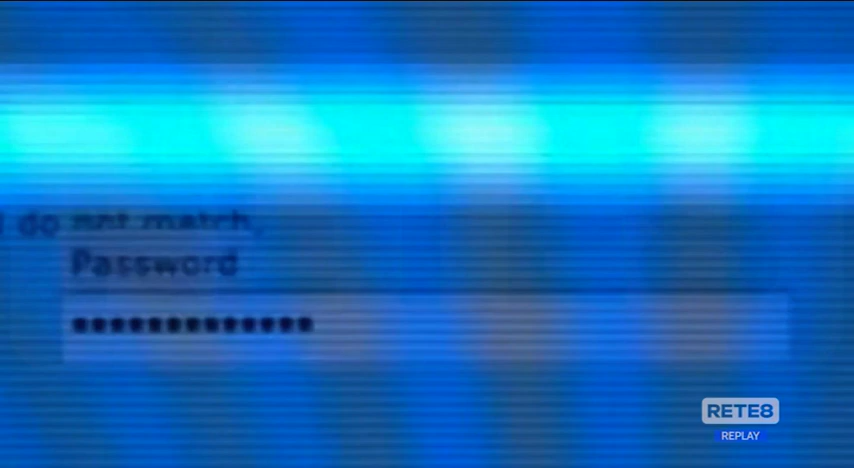 do not match,
Password
•••••••••••••
RETE8
REPLAY